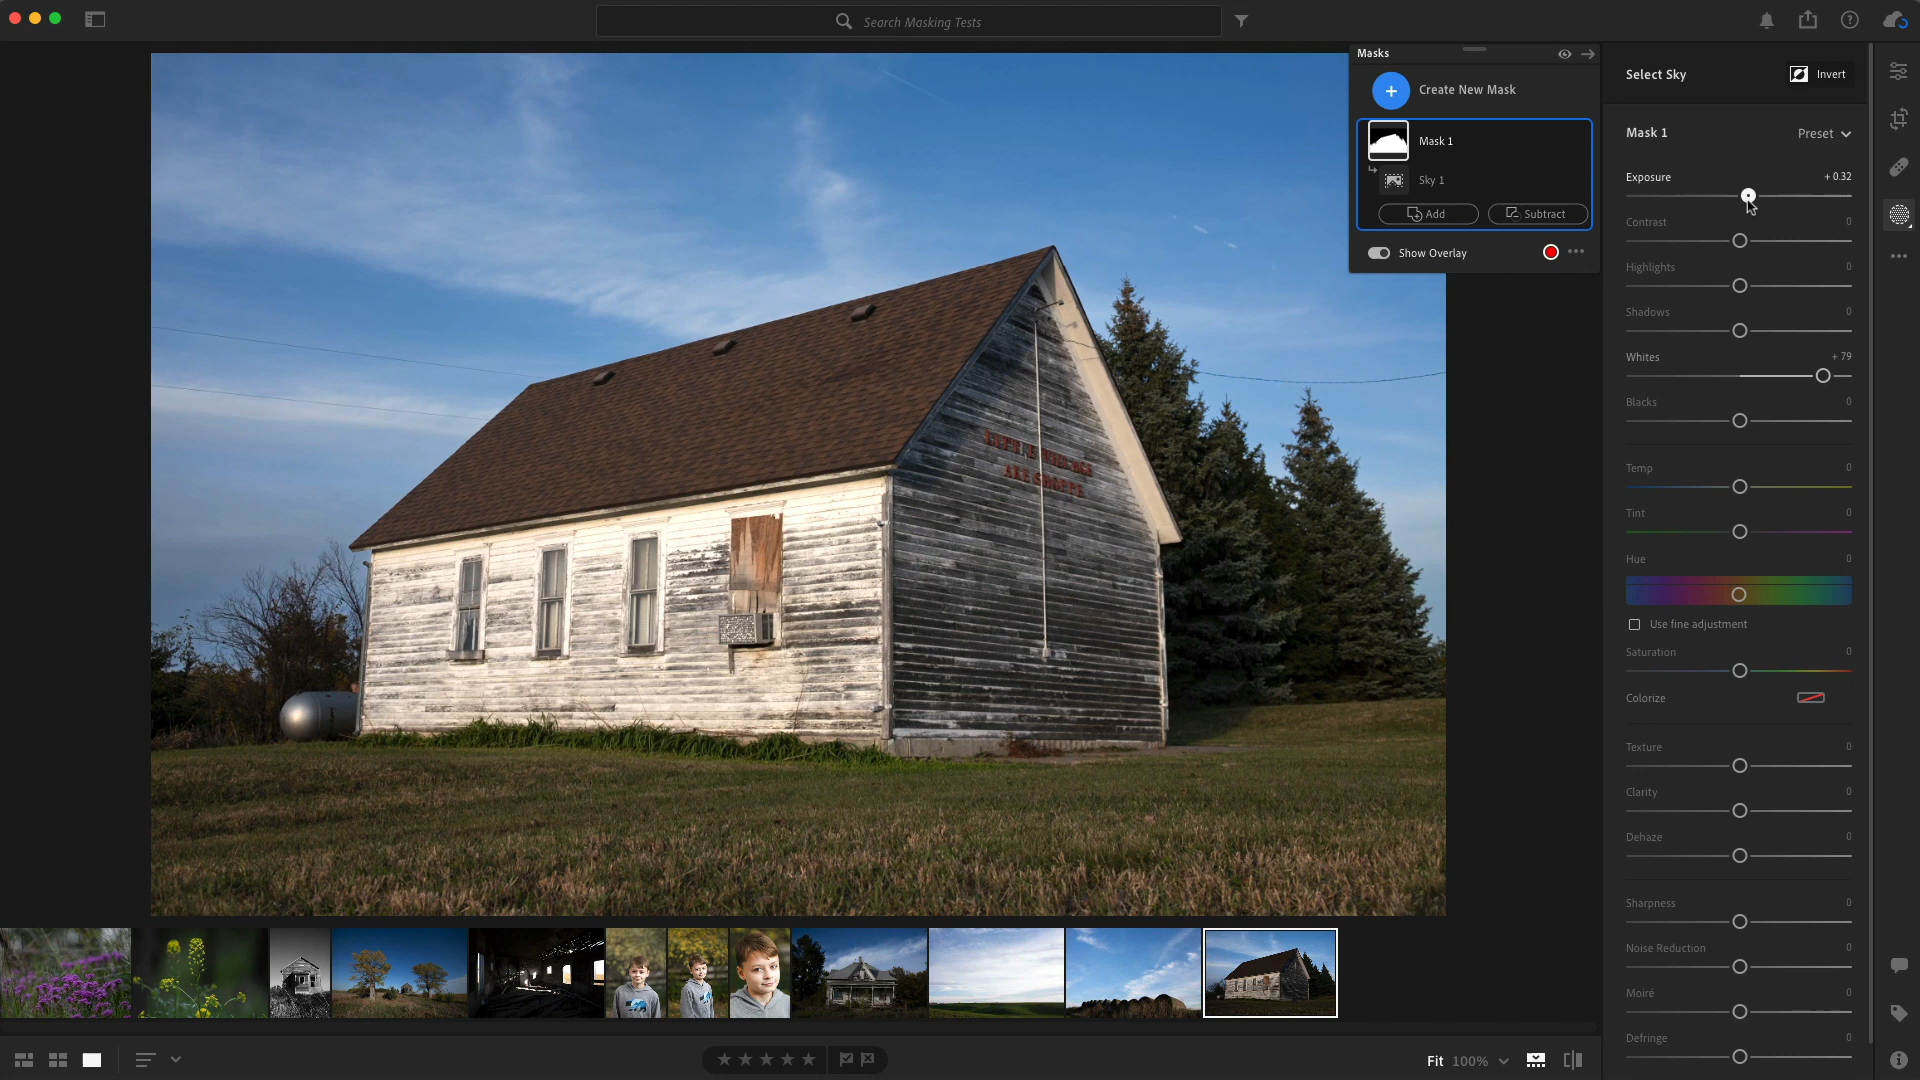 Search Masking Tests
Masks
Create New Mask
Mask 1
Sky 1
Add
Subtract
Show Overlay
Select Sky
Invert
Mask 1
Preset
Exposure
+ 0.32
Contrast
0
Highlights
0
Shadows
0
Whites
+ 79
Blacks
0
Temp
0
Tint
0
Hue
0
Use fine adjustment
Saturation
0
Colorize
Texture
0
Clarity
0
Dehaze
0
Sharpness
0
Noise Reduction
0
Moiré
0
Defringe
0
Fit 100%